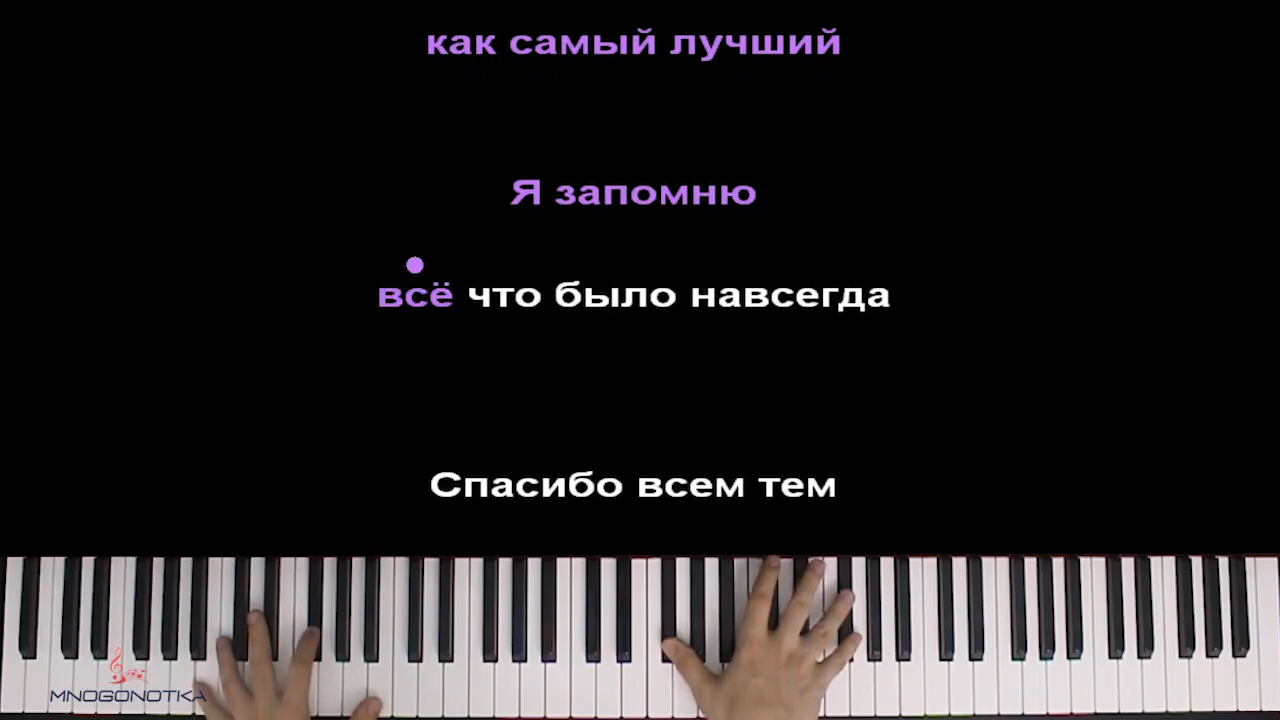 как самый лучший
Я запомню
всё что было навсегда
Спасибо всем тем
MNOGONOTKA